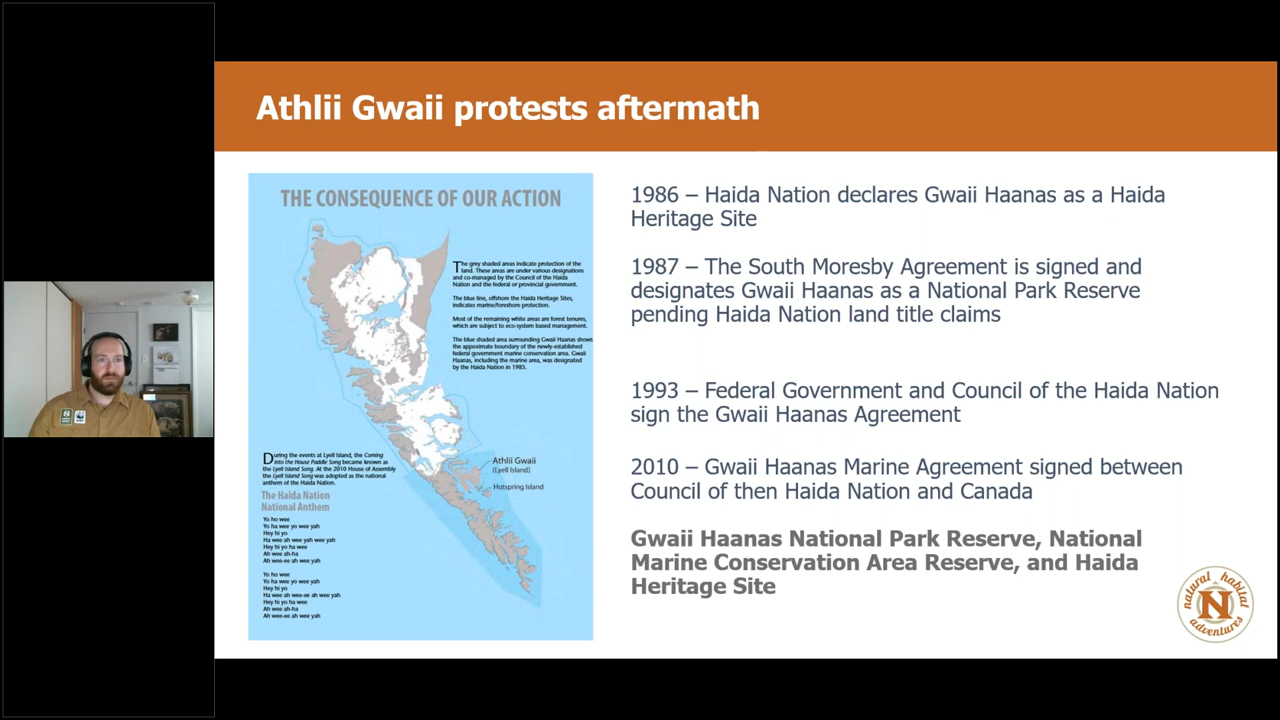 Athlii Gwaii protests aftermath
THE CONSEQUENCE OF OUR ACTION
The grey shaded areas indicate protection of the
land. These areas are under various designations
and co-managed by the Council of the Haida
Nation and the federal or provincial government.
The blue line, offshore the Haida Heritage Sites,
indicates marine/foreshore protection.
Most of the remaining white areas are forest tenures,
which are subject to eco-system based management.
The blue shaded area surrounding Gwaii Haanas shows
the approximate boundary of the newly-established
federal government marine conservation area. Gwaii
Haanas, including the marine area, was designated
by the Haida Nation in 1985.
Athlii Gwaii
(Lyell Island)
Hotspring Island
During the events at Lyell Island, the Coming
into the House Paddle Song became known as
the Lyell Island Song. At the 2010 House of Assembly
the Lyell Island Song was adopted as the national
anthem of the Haida Nation.
The Haida Nation
National Anthem
Yo ho wee
Yo ha wee yo wee yah
Hey hi yo
Ha wee ah wee yah wee yah
Hey hi yo ha wee
Ah wee ah-ha
Ah wee-ee ah wee yah
Yo ho wee
Yo ha wee yo wee yah
Hey hi yo
Ha wee ah wee-ee ah wee yah
Hey hi yo ha wee
Ah wee ah-ha
Ah wee-ee ah wee yah
1986 – Haida Nation declares Gwaii Haanas as a Haida
Heritage Site
1987 – The South Moresby Agreement is signed and
designates Gwaii Haanas as a National Park Reserve
pending Haida Nation land title claims
1993 – Federal Government and Council of the Haida Nation
sign the Gwaii Haanas Agreement
2010 – Gwaii Haanas Marine Agreement signed between
Council of then Haida Nation and Canada
Gwaii Haanas National Park Reserve, National
Marine Conservation Area Reserve, and Haida
Heritage Site
natural habitat
N
adventures